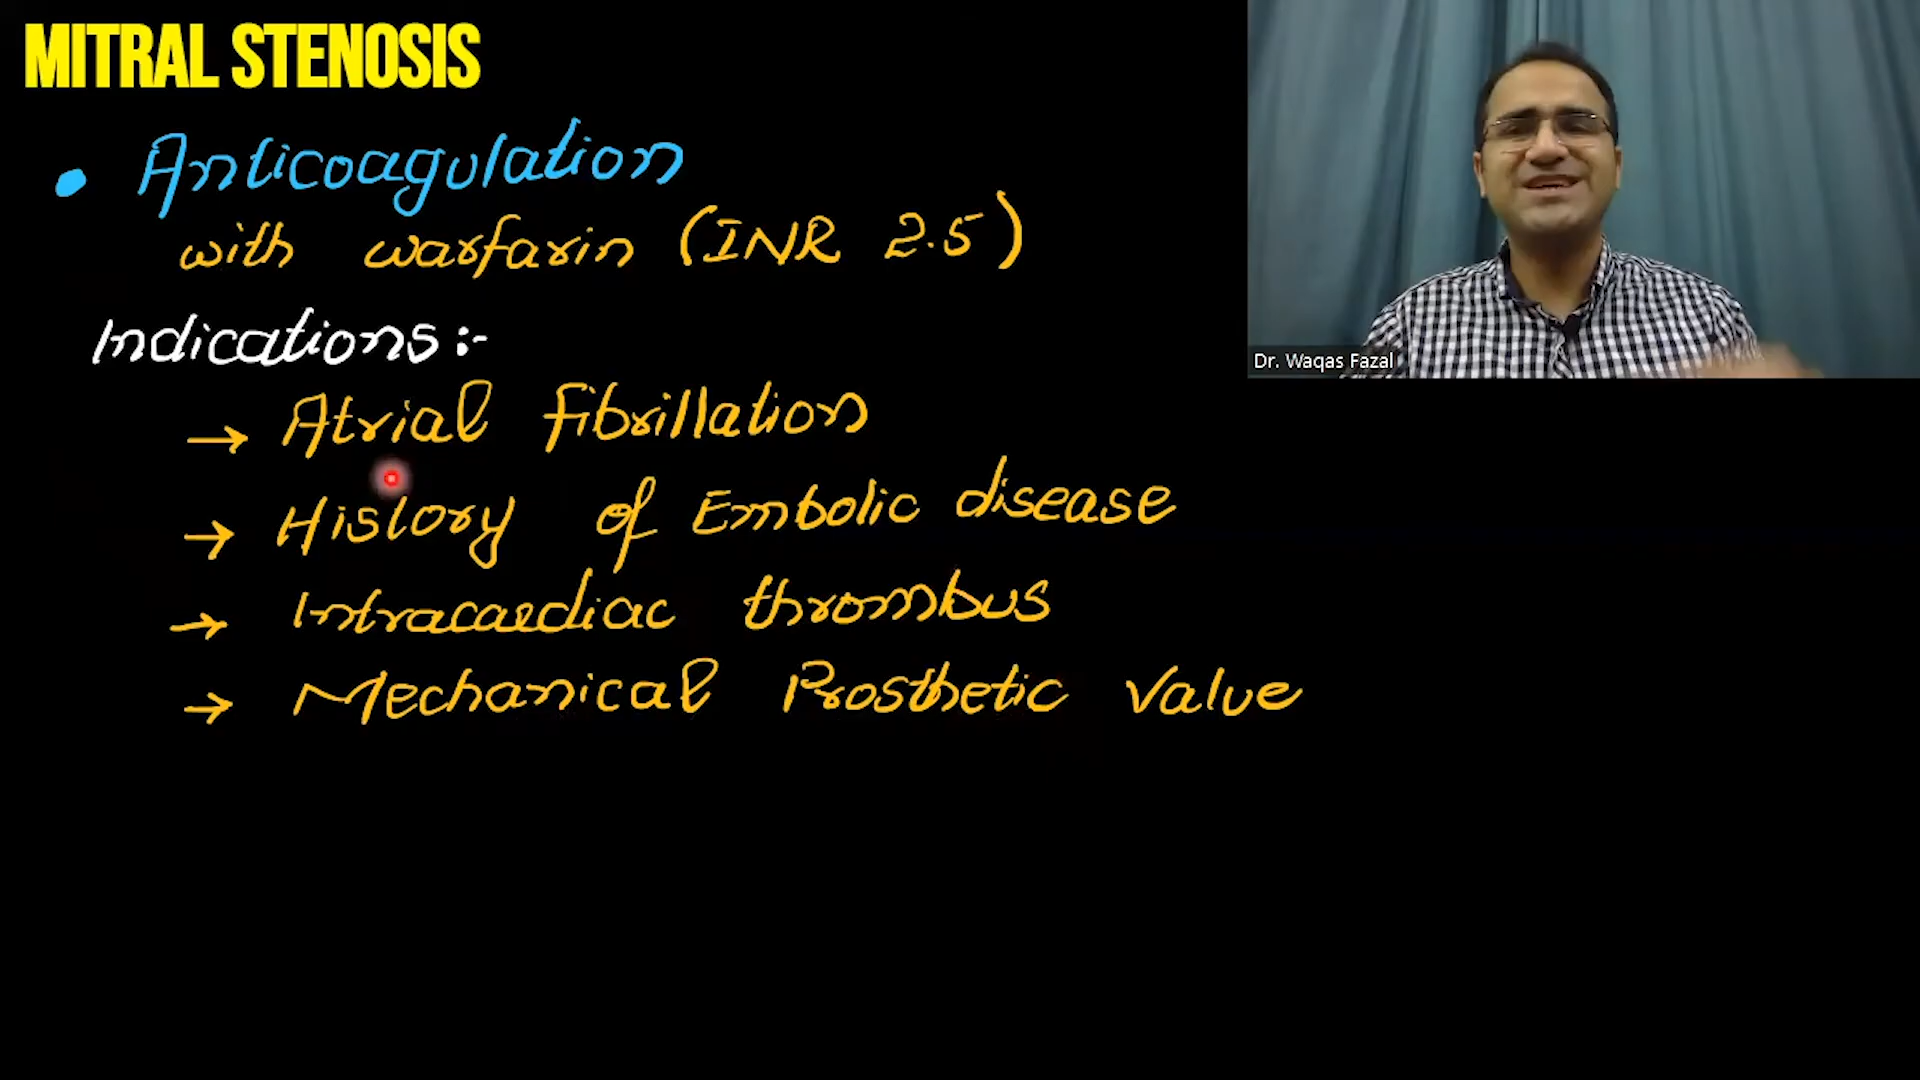 MITRAL STENOSIS
• Anticoagulation
with warfarin (INR 2.5)
Indications:-
→ Atrial fibrillation
→ History of Embolic disease
→ Intracardiac thrombus
→ Mechanical Prosthetic Value
Dr. Waqas Fazal